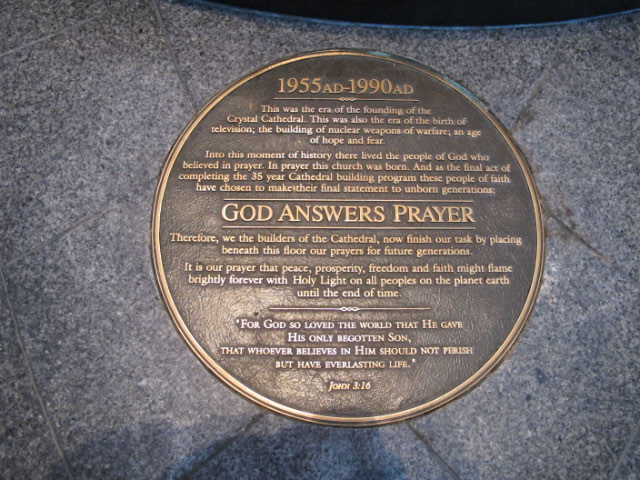 1955AD-1990AD
This was the era of the founding of the
Crystal Cathedral. This was also the era of the birth of
television; the building of nuclear weapons of warfare; an age
of hope and fear.
Into this moment of history there lived the people of God who
believed in prayer. In prayer this church was born. And as the final act of
completing the 35 year Cathedral building program these people of faith
have chosen to make their final statement to unborn generations:
GOD ANSWERS PRAYER
Therefore, we the builders of the Cathedral, now finish our task by placing
beneath this floor our prayers for future generations.
It is our prayer that peace, prosperity, freedom and faith might flame
brightly forever with Holy Light on all peoples on the planet earth
until the end of time.
"FOR GOD SO LOVED THE WORLD THAT HE GAVE
HIS ONLY BEGOTTEN SON,
THAT WHOEVER BELIEVES IN HIM SHOULD NOT PERISH
BUT HAVE EVERLASTING LIFE."
JOHN 3:16